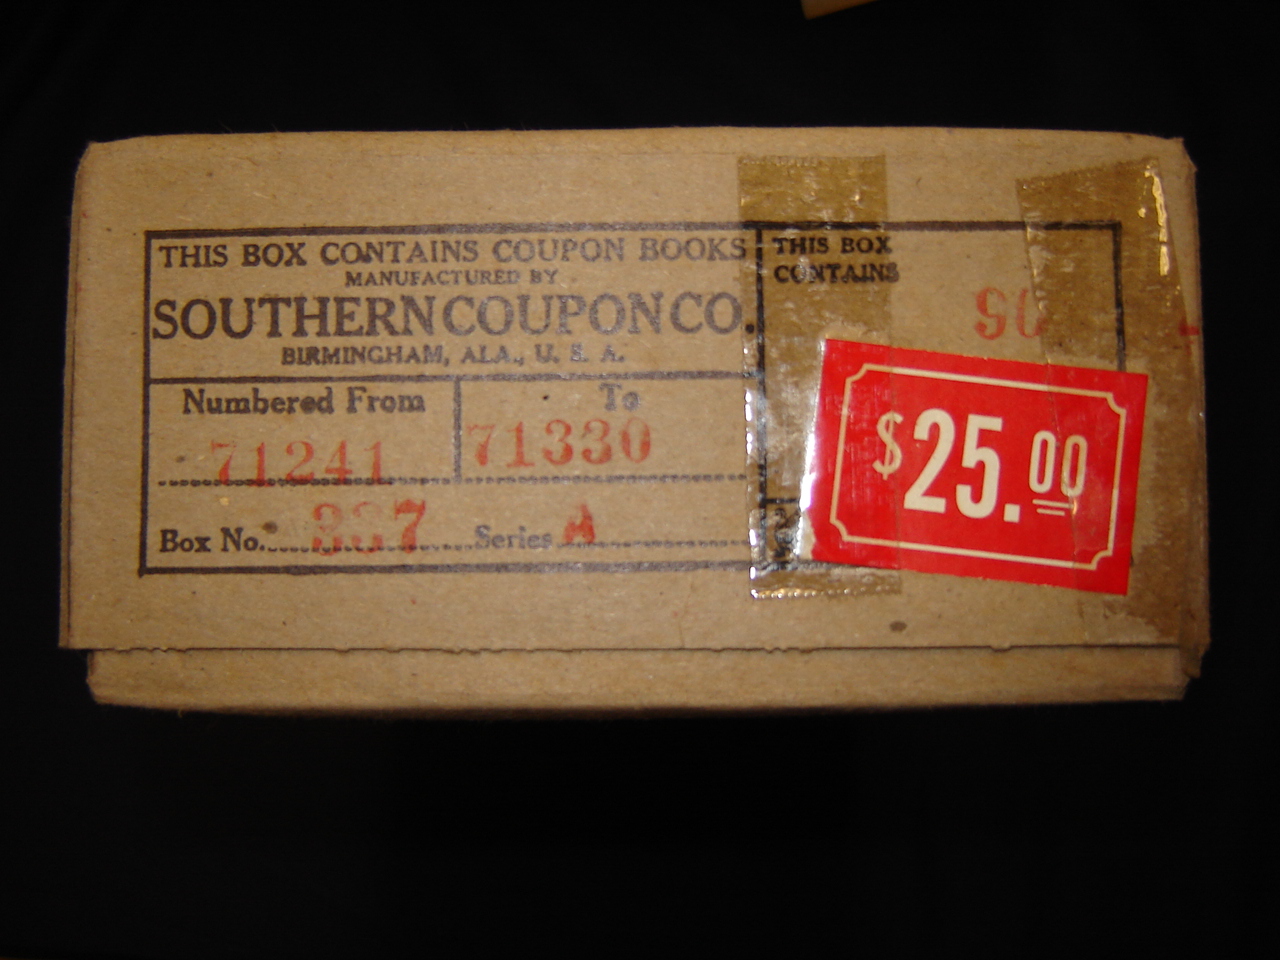 THIS BOX CONTAINS COUPON BOOKS
MANUFACTURED BY
SOUTHERN COUPON CO.
BIRMINGHAM, ALA., U. S. A.
Numbered From
71241
To
71330
Box No. 337 Series A
THIS BOX
CONTAINS
90
$25.00